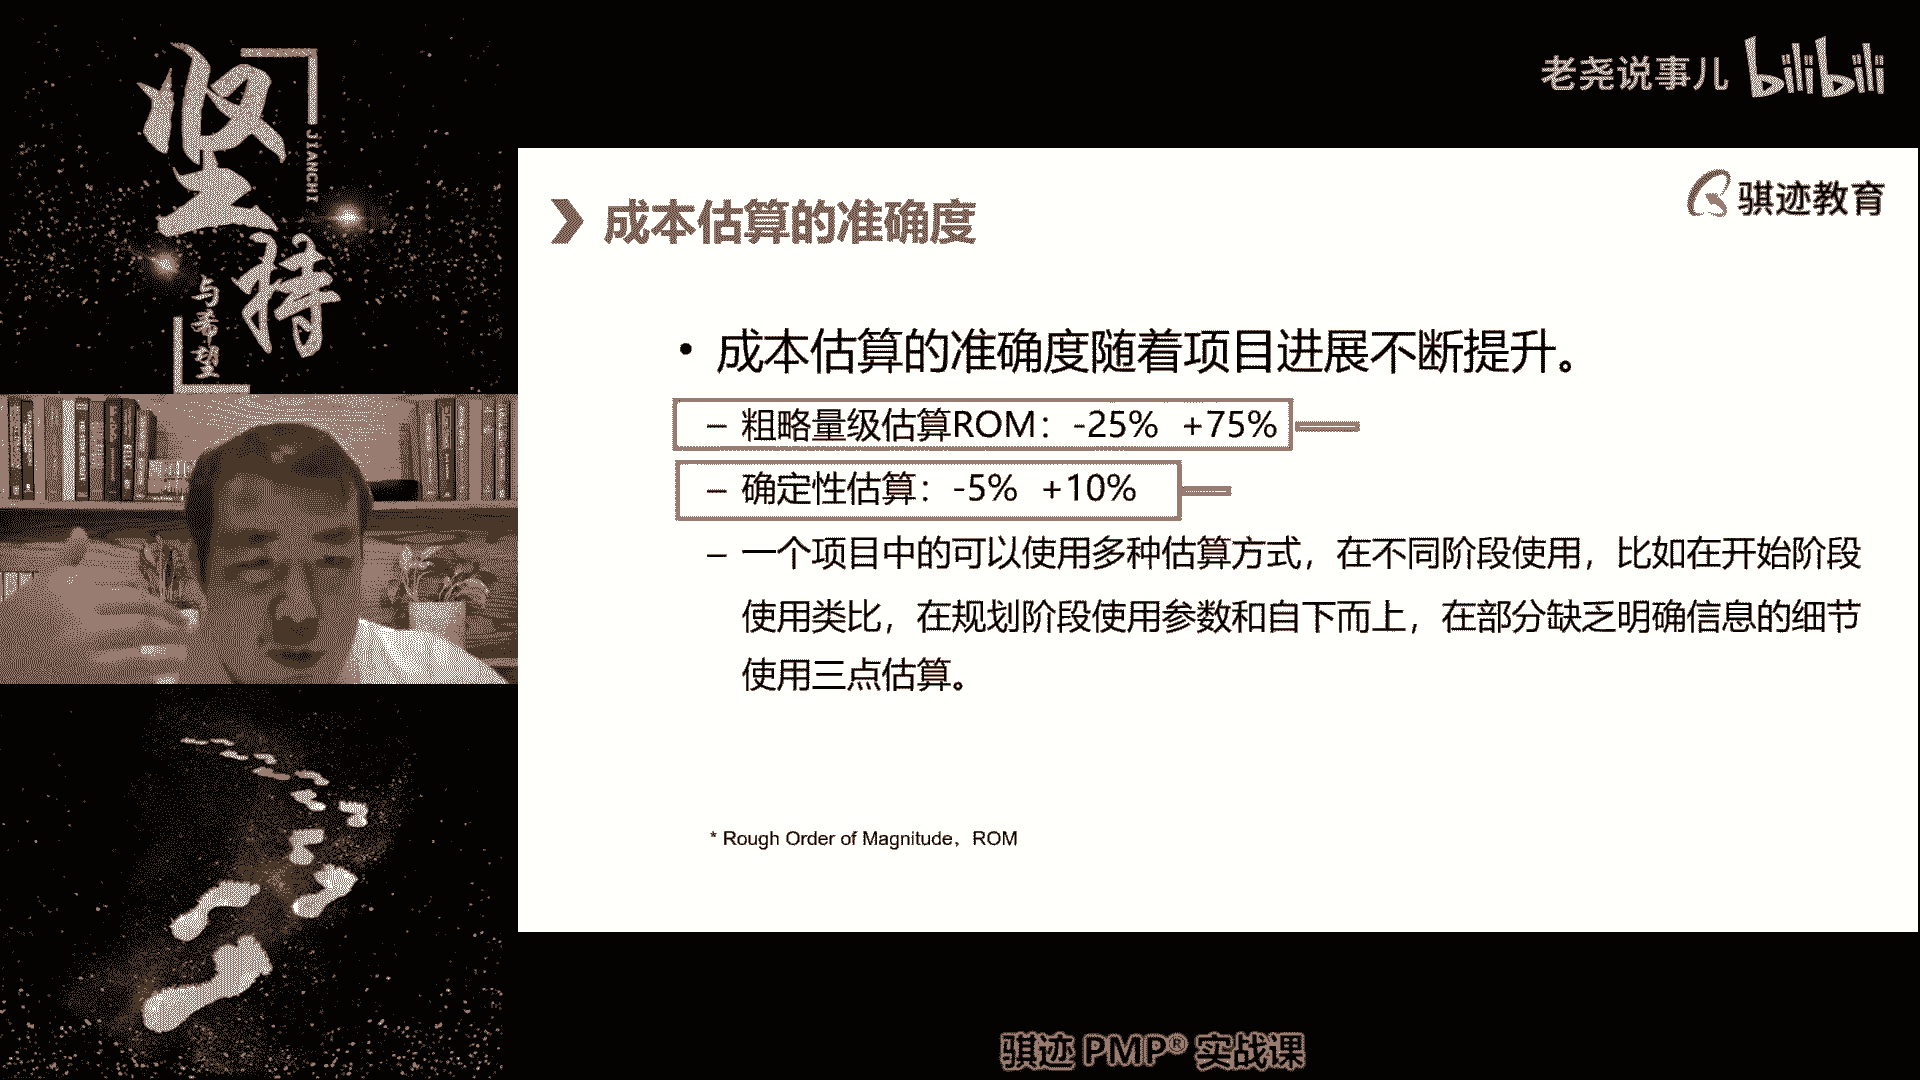 坚持
JIANCHI
与希望
老尧说事儿 bilibili
骐迹教育
成本估算的准确度
• 成本估算的准确度随着项目进展不断提升。
– 粗略量级估算ROM：-25% +75%
– 确定性估算：-5% +10%
– 一个项目中的可以使用多种估算方式，在不同阶段使用，比如在开始阶段
使用类比，在规划阶段使用参数和自下而上，在部分缺乏明确信息的细节
使用三点估算。
* Rough Order of Magnitude，ROM
骐迹 PMP® 实战课